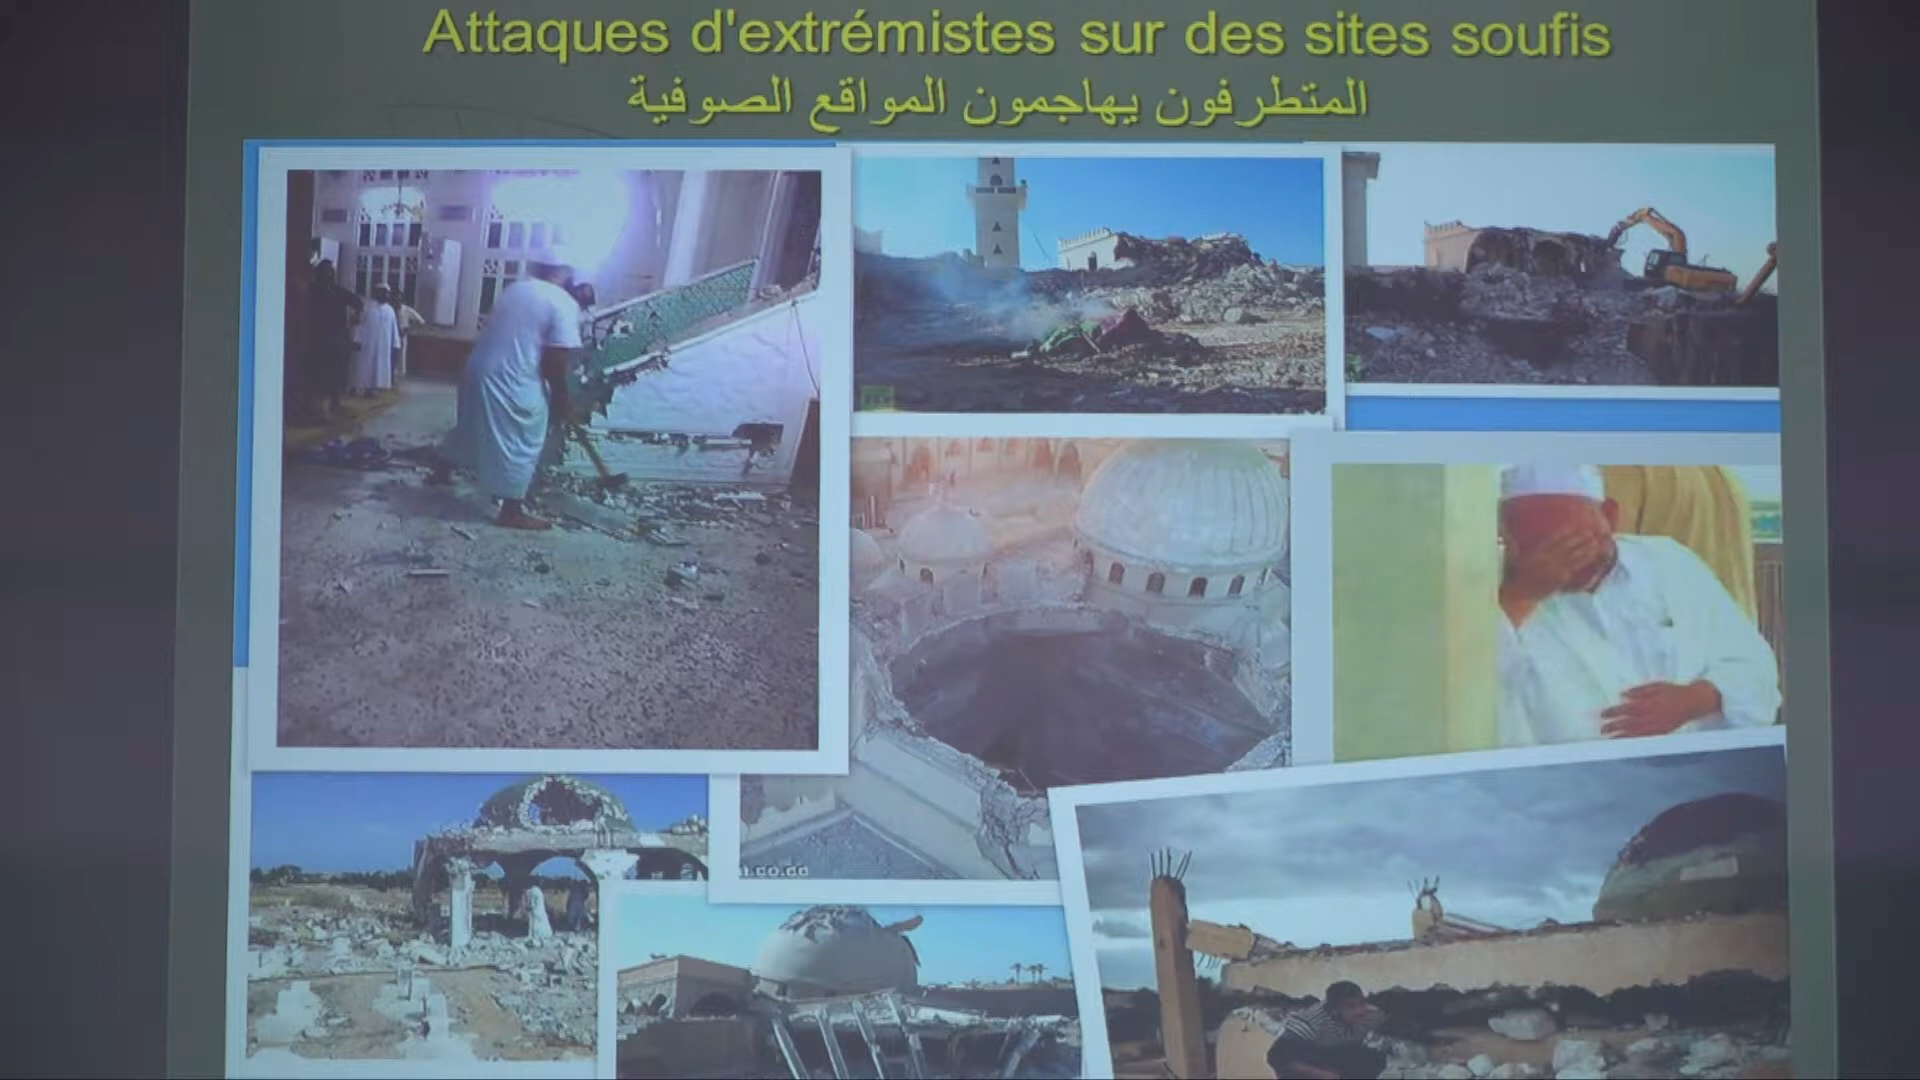 Attaques d'extrémistes sur des sites soufis
المتطرفون يهاجمون المواقع الصوفية